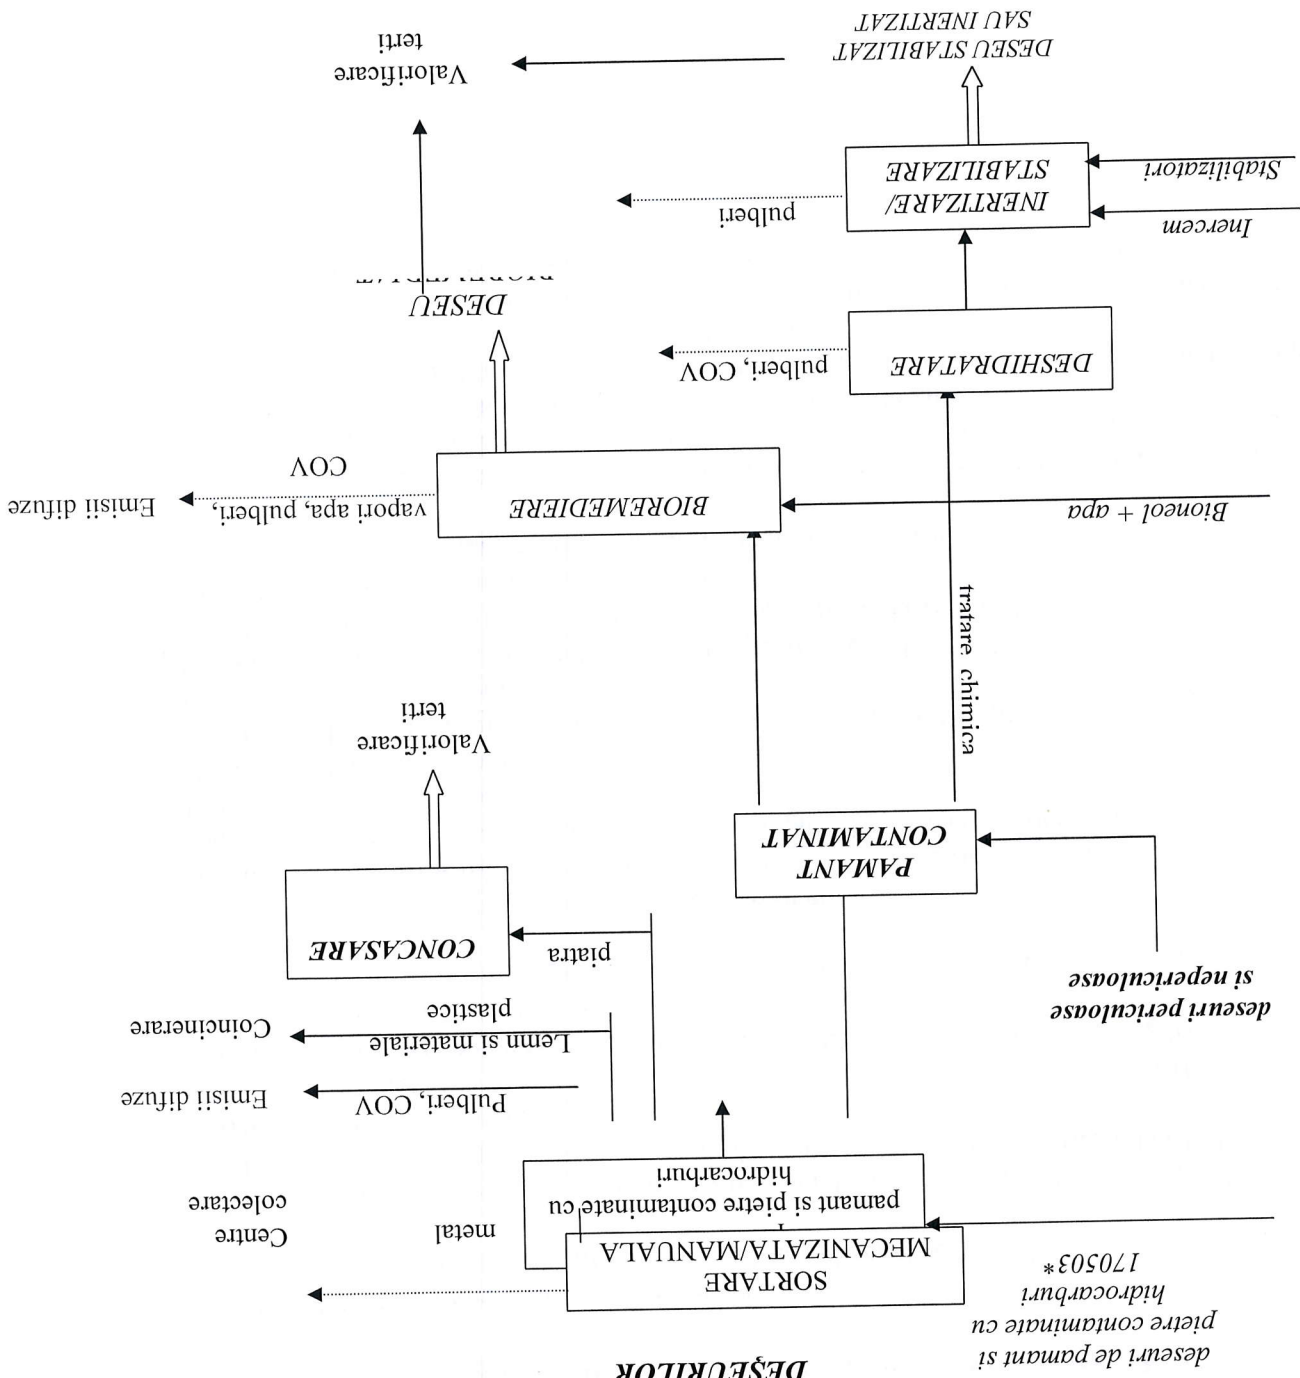 DEȘEURILOR
deseuri de pamant si
pietre contaminate cu
hidrocarburi
170503*
SORTARE
MECANIZATA/MANUALA
pamant si pietre contaminate cu
hidrocarburi
metal
Centre
colectare
Pulberi, COV
Emisii difuze
Lemn si materiale
plastice
Coincinerare
piatra
CONCASARE
Valorificare
terti
deseuri periculoase
si nepericuloase
PAMANT
CONTAMINAT
tratare chimica
Bioneol + apa
BIOREMEDIERE
vapori apa, pulberi,
COV
Emisii difuze
DESHIDRATARE
pulberi, COV
DESEU
Inercem
Stabilizatori
INERTIZARE/
STABILIZARE
pulberi
DESEU STABILIZAT
SAU INERTIZAT
Valorificare
terti